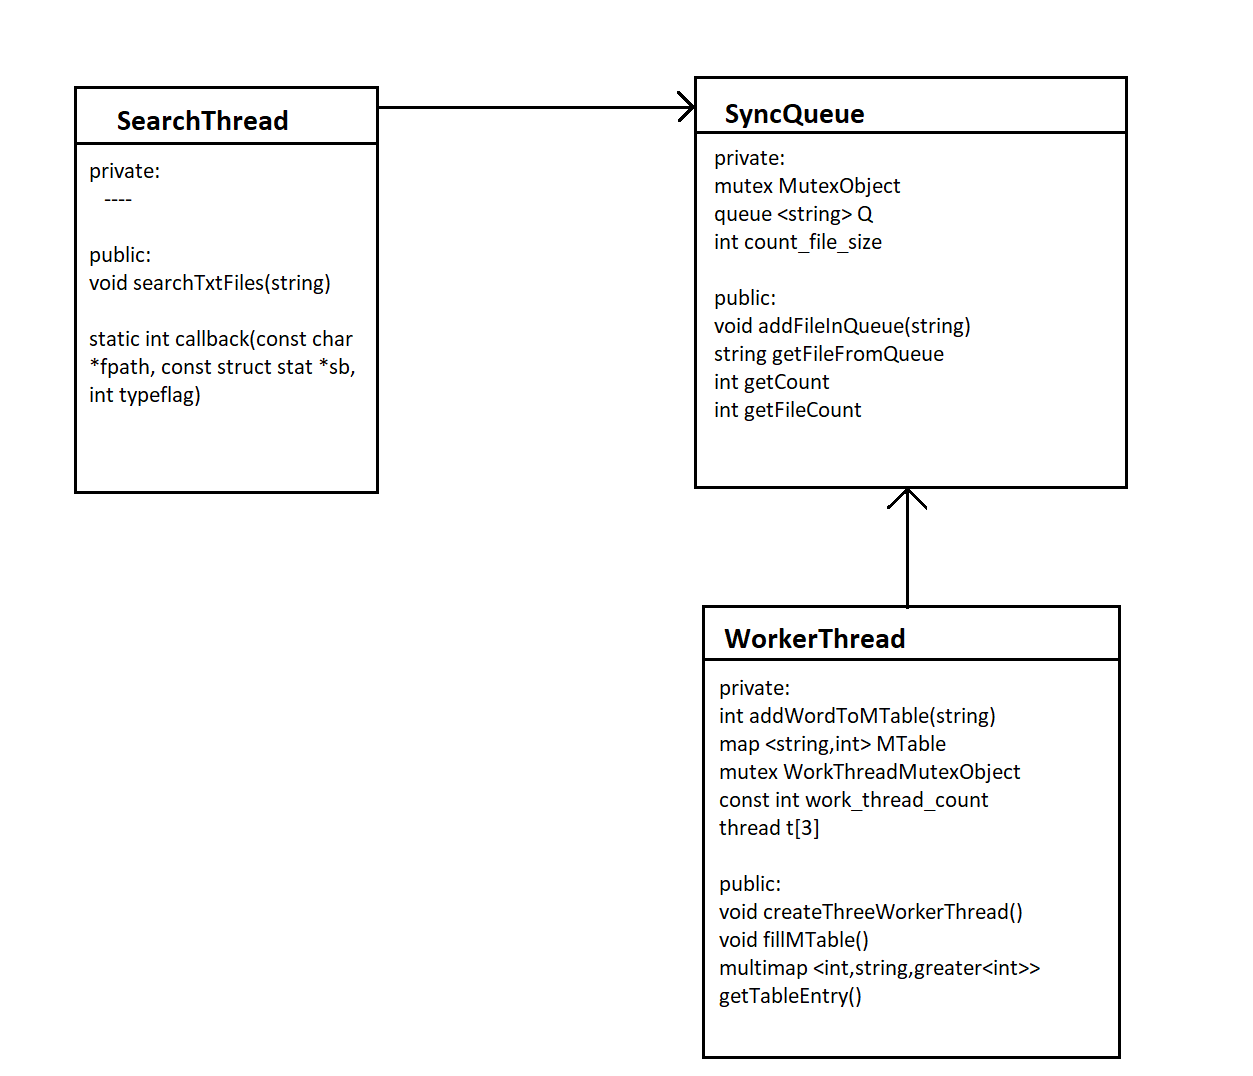 SearchThread
private:
----
public:
void searchTxtFiles(string)
static int callback(const char
*fpath, const struct stat *sb,
int typeflag)
SyncQueue
private:
mutex MutexObject
queue <string> Q
int count_file_size
public:
void addFileInQueue(string)
string getFileFromQueue
int getCount
int getFileCount
WorkerThread
private:
int addWordToMTable(string)
map <string,int> MTable
mutex WorkThreadMutexObject
const int work_thread_count
thread t[3]
public:
void createThreeWorkerThread()
void fillMTable()
multimap <int,string,greater<int>>
getTableEntry()